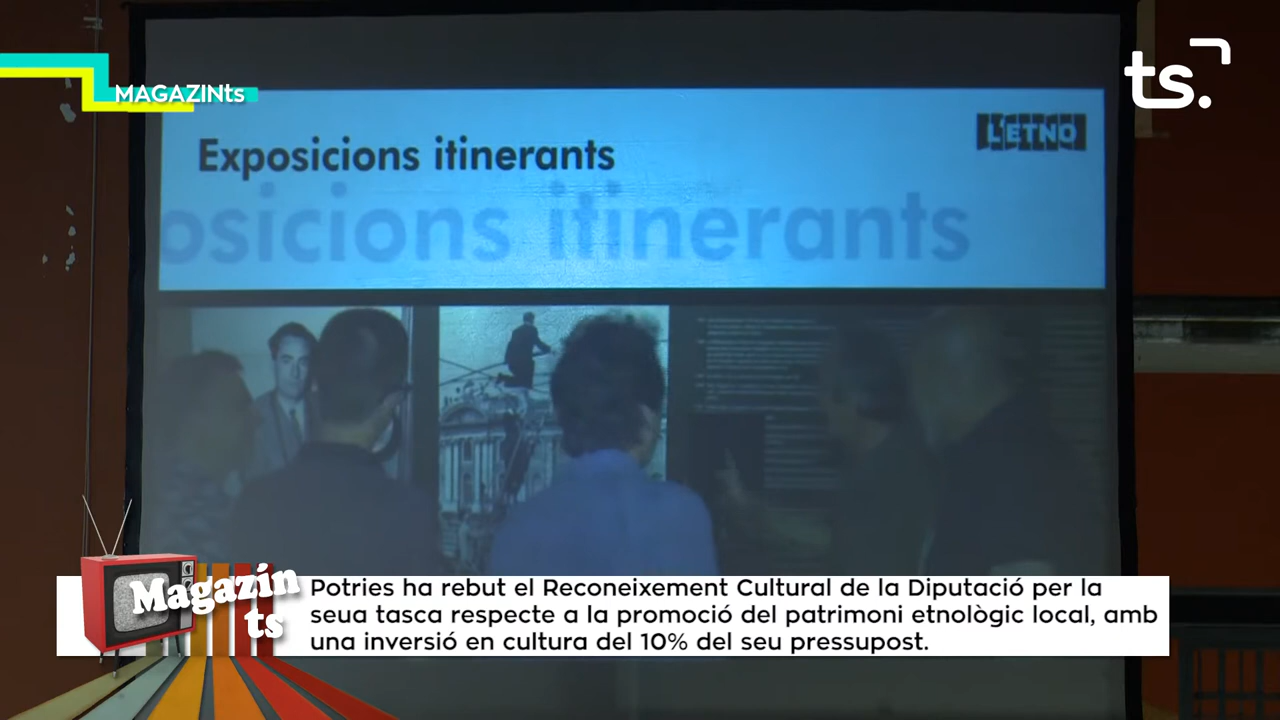 MAGAZINts
ts.
L'ETNO
Exposicions itinerants
osicions itinerants
Magazin
ts
Potries ha rebut el Reconeixement Cultural de la Diputació per la
seua tasca respecte a la promoció del patrimoni etnològic local, amb
una inversió en cultura del 10% del seu pressupost.